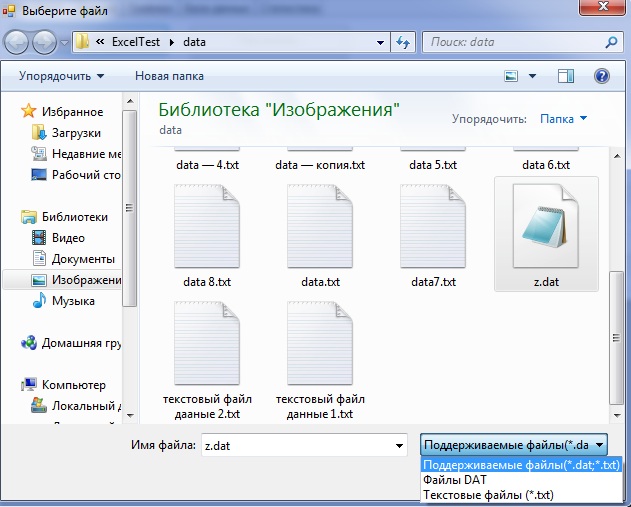 Выберите файл
« ExcelTest data
Поиск: data
Упорядочить Новая папка
Избранное
Загрузки
Недавние ме
Рабочий сто
Библиотеки
Видео
Документы
Изображени
Музыка
Домашняя гру
Компьютер
Локальный д
Библиотека "Изображения"
data
Упорядочить: Папка
data — 4.txt
data — копия.txt
data 5.txt
data 6.txt
data 8.txt
data.txt
data7.txt
z.dat
текстовый файл
дааные 2.txt
текстовый файл
данные 1.txt
Имя файла: z.dat
Поддерживаемые файлы(*.da
Поддерживаемые файлы(*.dat;*.txt)
Файлы DAT
Текстовые файлы (*.txt)